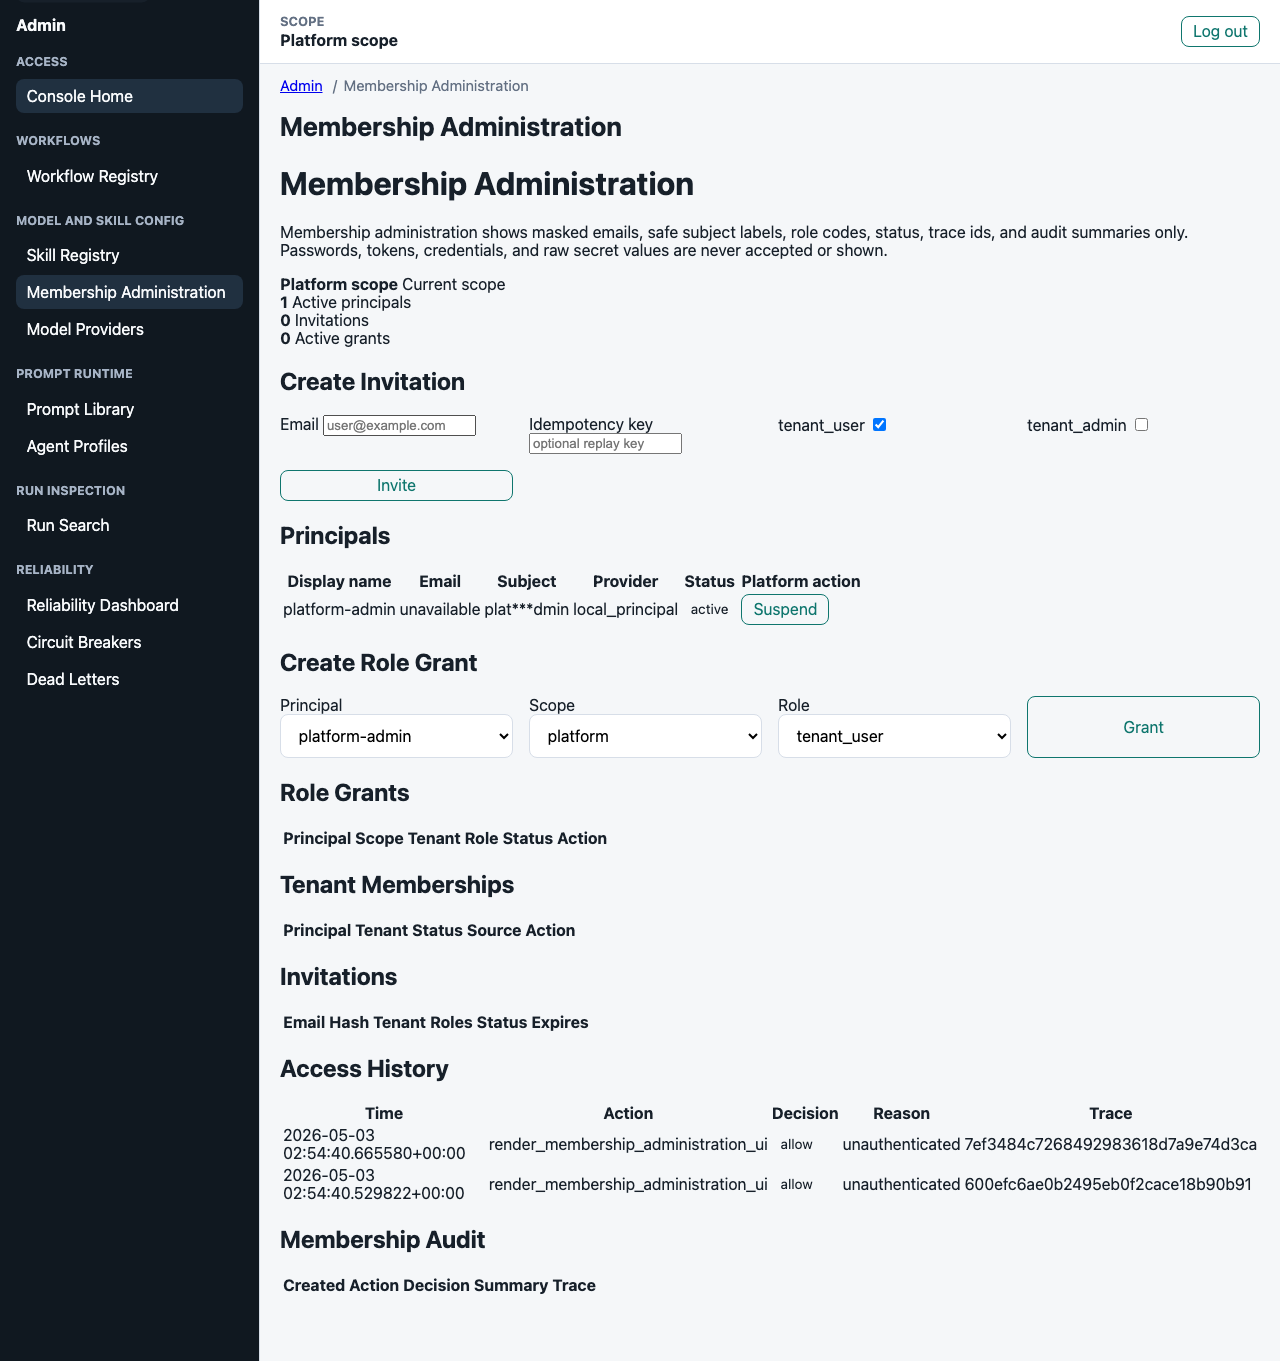 Admin
ACCESS
Console Home
WORKFLOWS
Workflow Registry
MODEL AND SKILL CONFIG
Skill Registry
Membership Administration
Model Providers
PROMPT RUNTIME
Prompt Library
Agent Profiles
RUN INSPECTION
Run Search
RELIABILITY
Reliability Dashboard
Circuit Breakers
Dead Letters
SCOPE
Platform scope
Log out
Admin / Membership Administration
Membership Administration
Membership Administration
Membership administration shows masked emails, safe subject labels, role codes, status, trace ids, and audit summaries only.
Passwords, tokens, credentials, and raw secret values are never accepted or shown.
Platform scope Current scope
1 Active principals
0 Invitations
0 Active grants
Create Invitation
Email user@example.com
Idempotency key
optional replay key
tenant_user
tenant_admin
Invite
Principals
Display name Email Subject Provider Status Platform action
platform-admin unavailable plat***dmin local_principal active Suspend
Create Role Grant
Principal Scope Role
platform-admin platform tenant_user Grant
Role Grants
Principal Scope Tenant Role Status Action
Tenant Memberships
Principal Tenant Status Source Action
Invitations
Email Hash Tenant Roles Status Expires
Access History
Time Action Decision Reason Trace
2026-05-03
02:54:40.665580+00:00 render_membership_administration_ui allow unauthenticated 7ef3484c7268492983618d7a9e74d3ca
2026-05-03
02:54:40.529822+00:00 render_membership_administration_ui allow unauthenticated 600efc6ae0b2495eb0f2cace18b90b91
Membership Audit
Created Action Decision Summary Trace